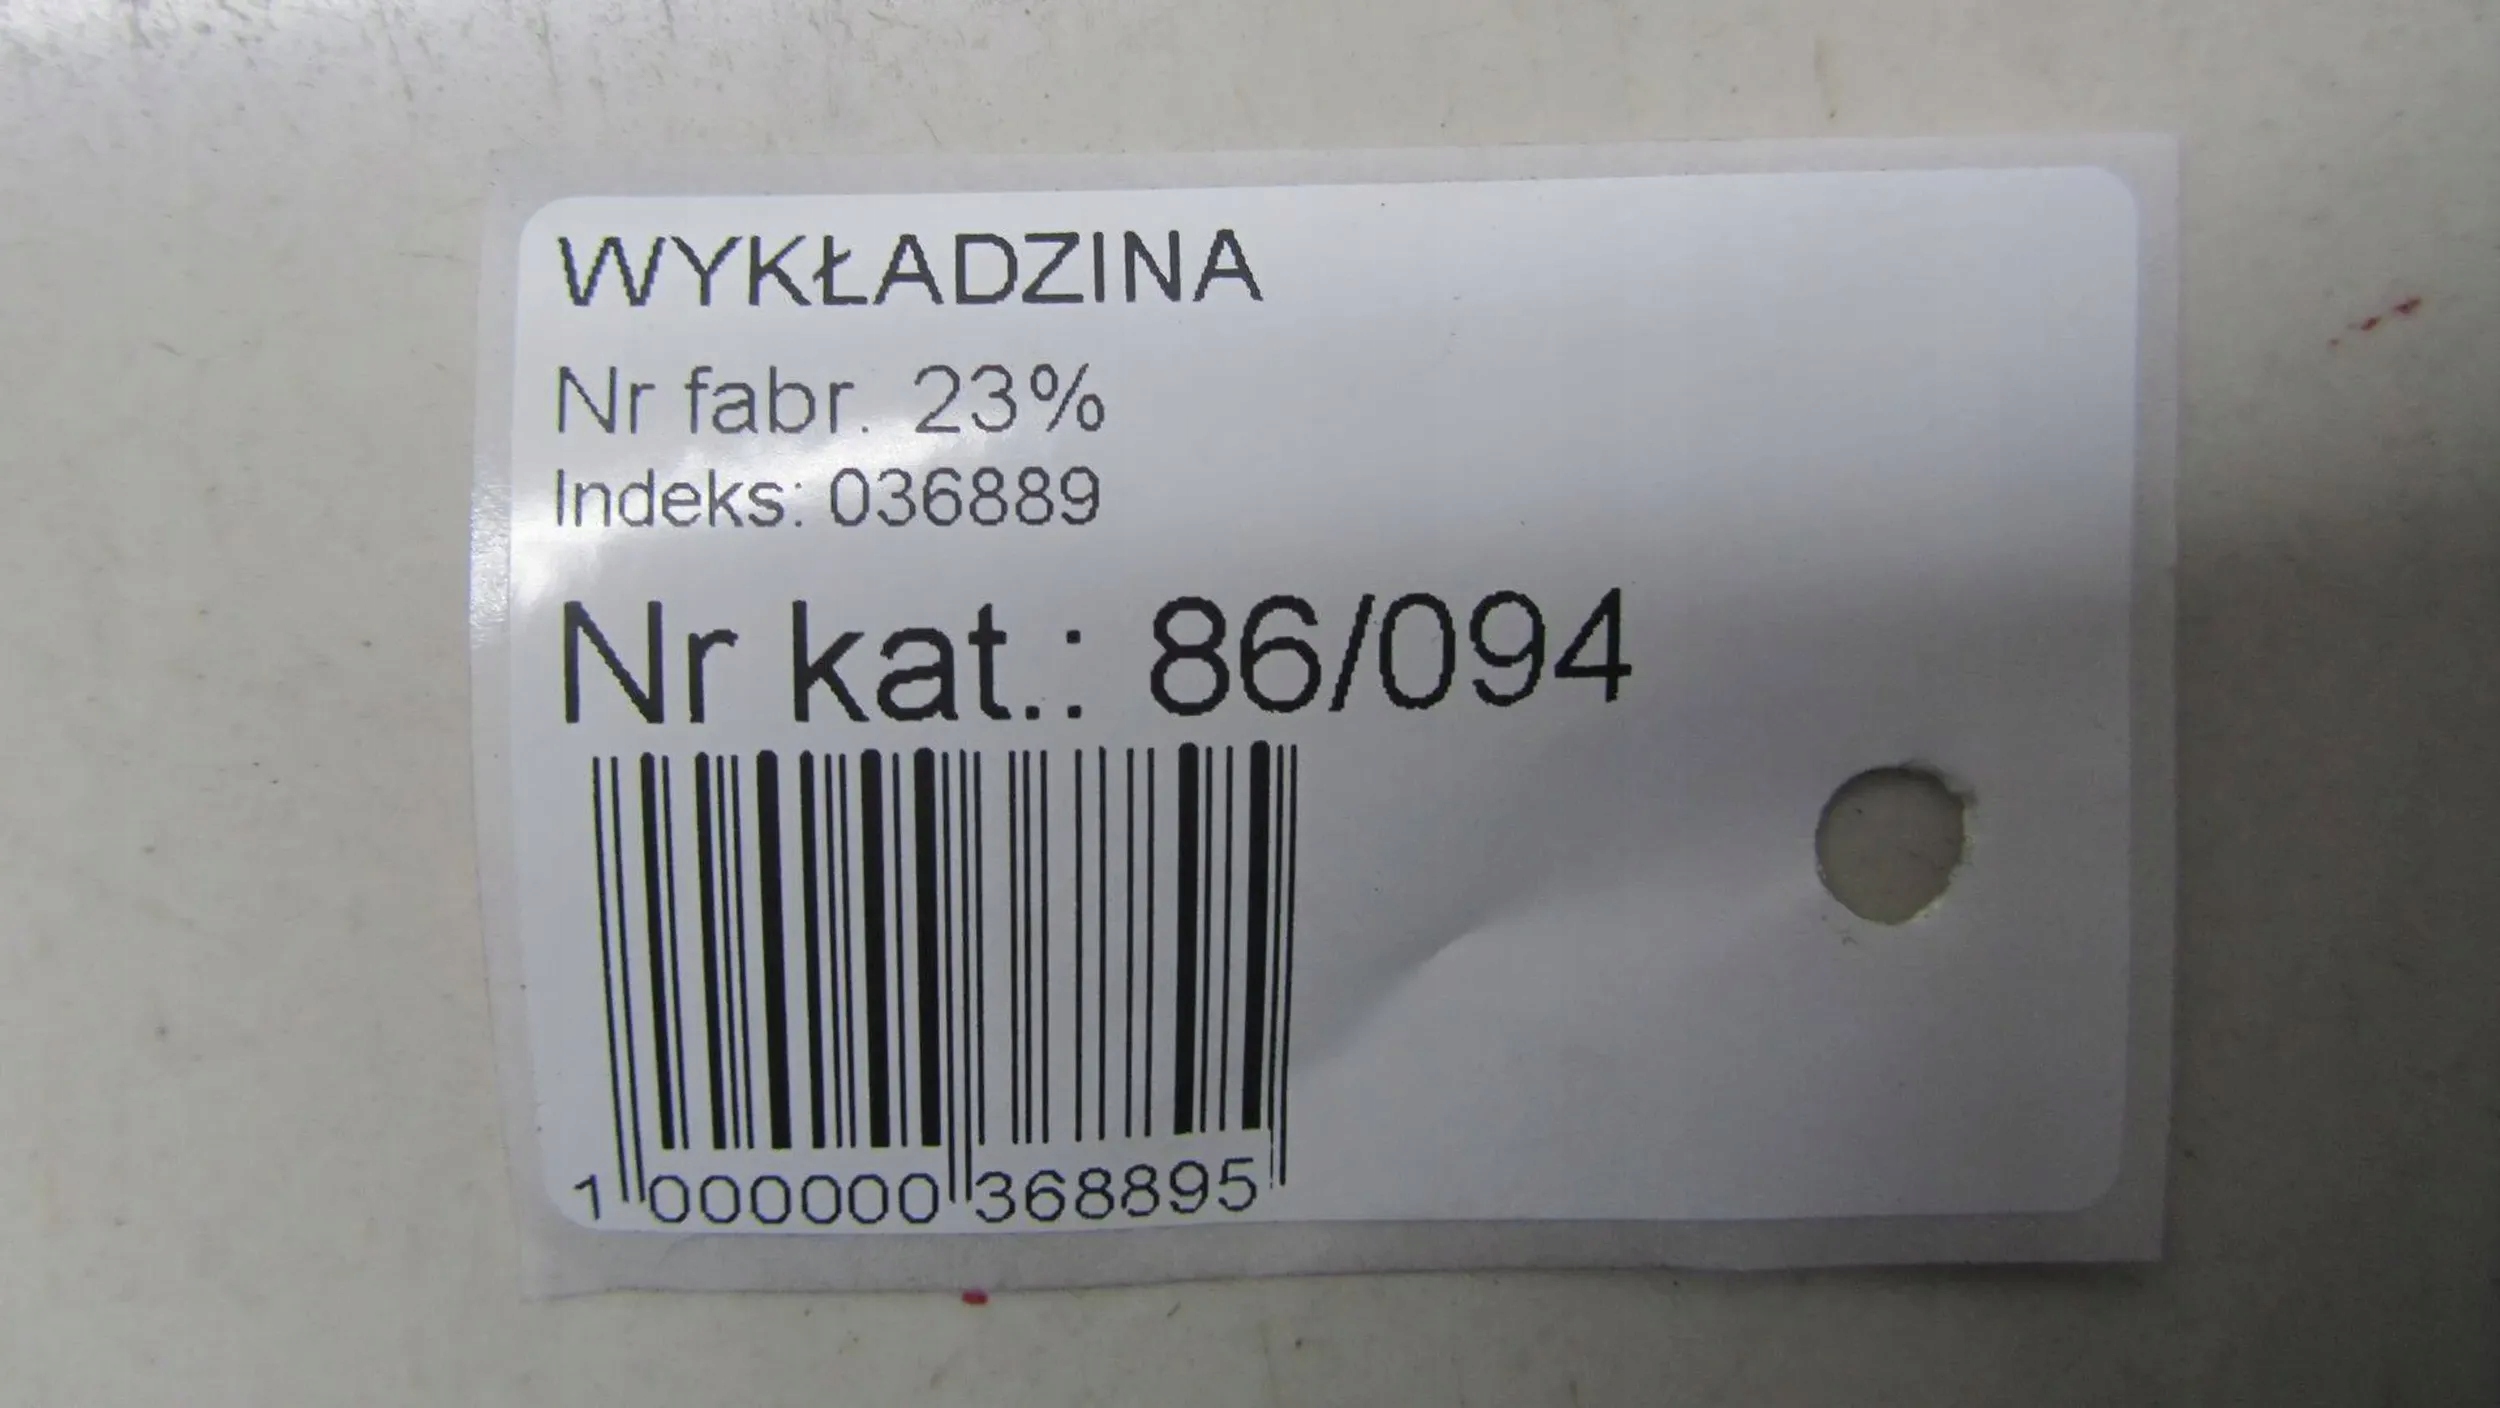 WYKŁADZINA
Nr fabr. 23%
Indeks: 036889
Nr kat.: 86/094
1 000000 368895